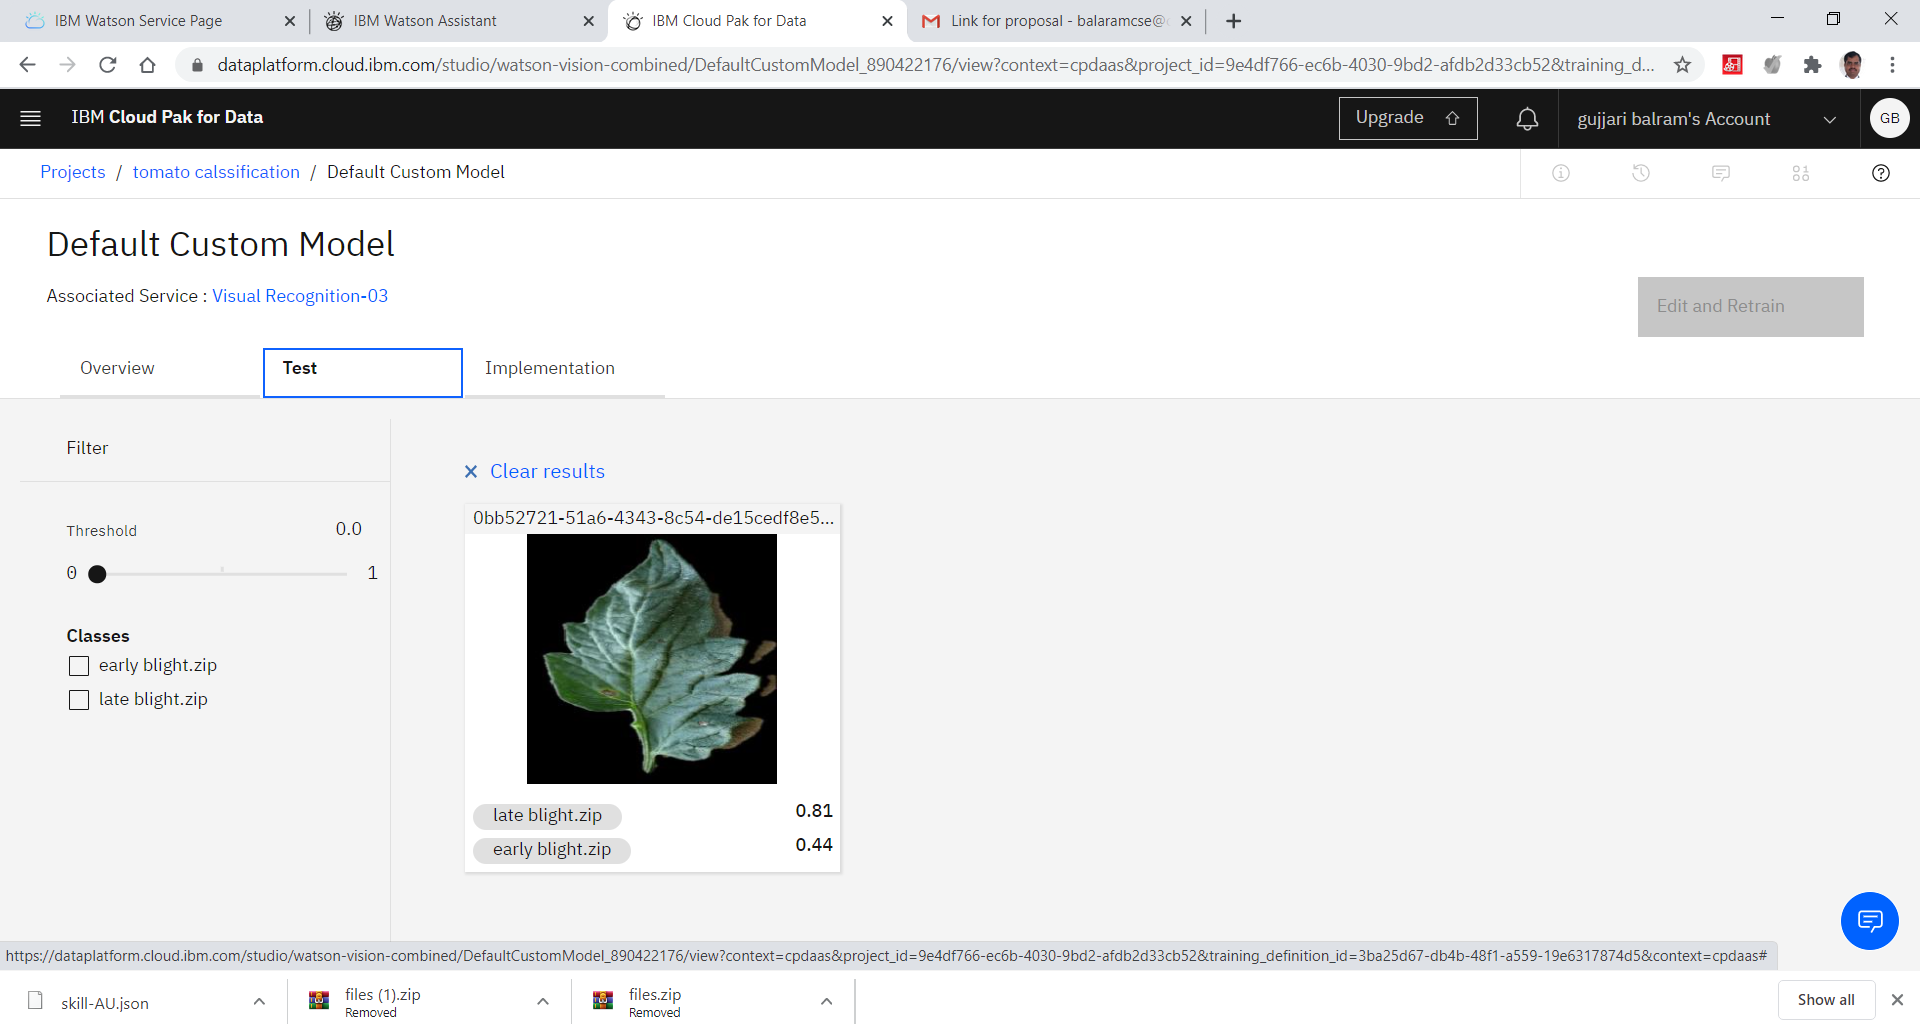 IBM Watson Service Page
IBM Watson Assistant
IBM Cloud Pak for Data
Link for proposal - balaramcse@
dataplatform.cloud.ibm.com/studio/watson-vision-combined/DefaultCustomModel_890422176/view?context=cpdaas&project_id=9e4df766-ec6b-4030-9bd2-afdb2d33cb52&training_d...
IBM Cloud Pak for Data
Upgrade
gujjari balram's Account
GB
Projects / tomato calssification / Default Custom Model
Default Custom Model
Associated Service : Visual Recognition-03
Edit and Retrain
Overview
Test
Implementation
Filter
Clear results
Threshold 0.0
0 1
Classes
early blight.zip
late blight.zip
0bb52721-51a6-4343-8c54-de15cedf8e5...
late blight.zip 0.81
early blight.zip 0.44
https://dataplatform.cloud.ibm.com/studio/watson-vision-combined/DefaultCustomModel_890422176/view?context=cpdaas&project_id=9e4df766-ec6b-4030-9bd2-afdb2d33cb52&training_definition_id=3ba25d67-db4b-48f1-a559-19e6317874d5&context=cpdaas#
skill-AU.json
files (1).zip
Removed
files.zip
Removed
Show all